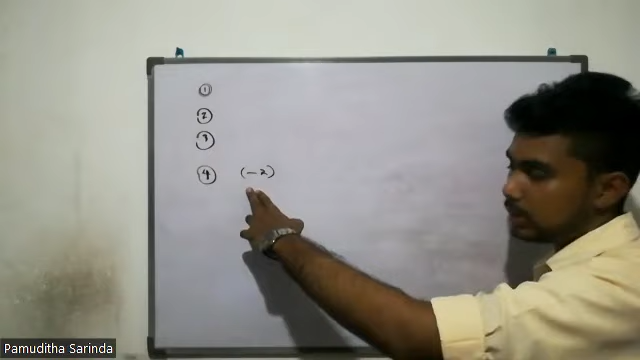 ①
②
③
④ (-2)
Pamuditha Sarinda